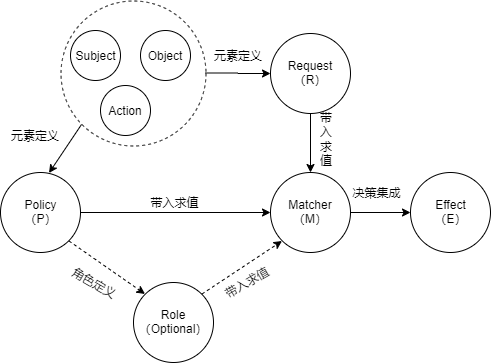 Subject
Object
Action
元素定义
Request
（R）
元素定义
带入求值
Policy
（P）
带入求值
Matcher
（M）
决策集成
Effect
（E）
角色定义
带入求值
Role
（Optional）